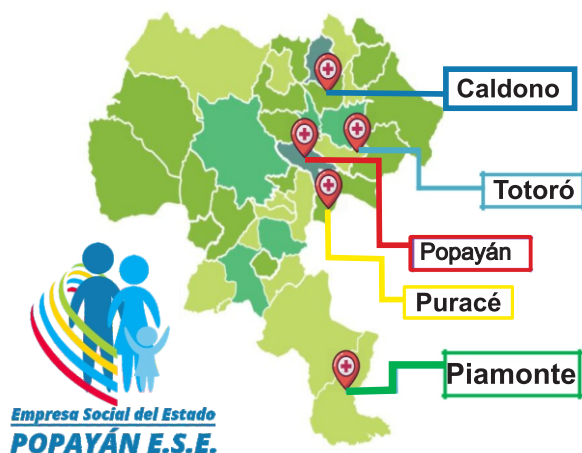 Caldono
Totoró
Popayán
Puracé
Piamonte
Empresa Social del Estado
POPAYÁN E.S.E.